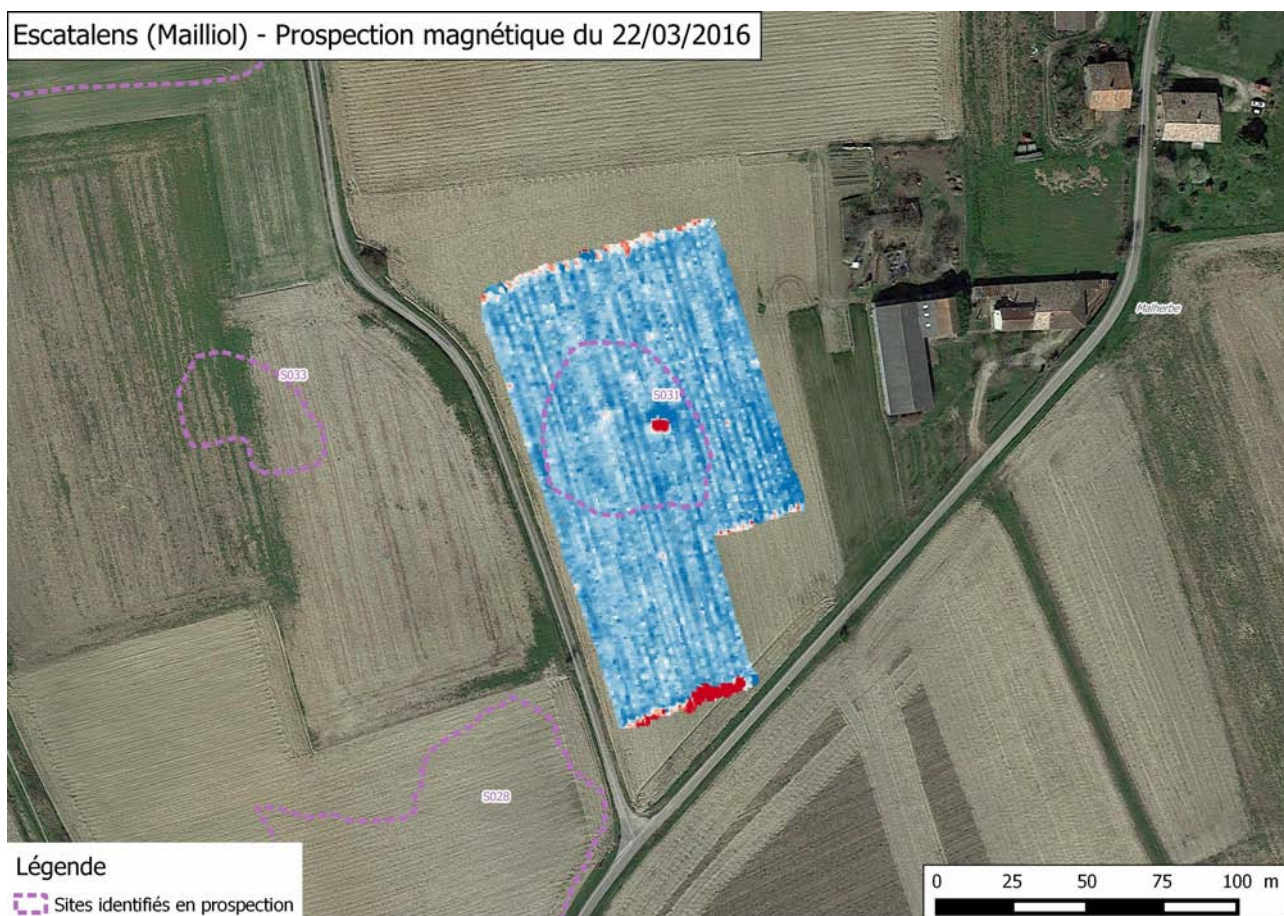 Escatalens (Mailliol) - Prospection magnétique du 22/03/2016
S033
S031
Malherbe
S028
Légende
Sites identifiés en prospection
0 25 50 75 100 m